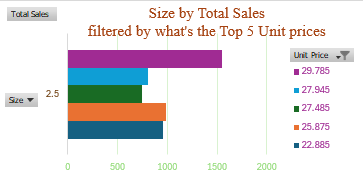 Total Sales
Size by Total Sales
filtered by what's the Top 5 Unit prices
Unit Price
29.785
27.945
27.485
25.875
22.885
Size
2.5
0 500 1000 1500 2000